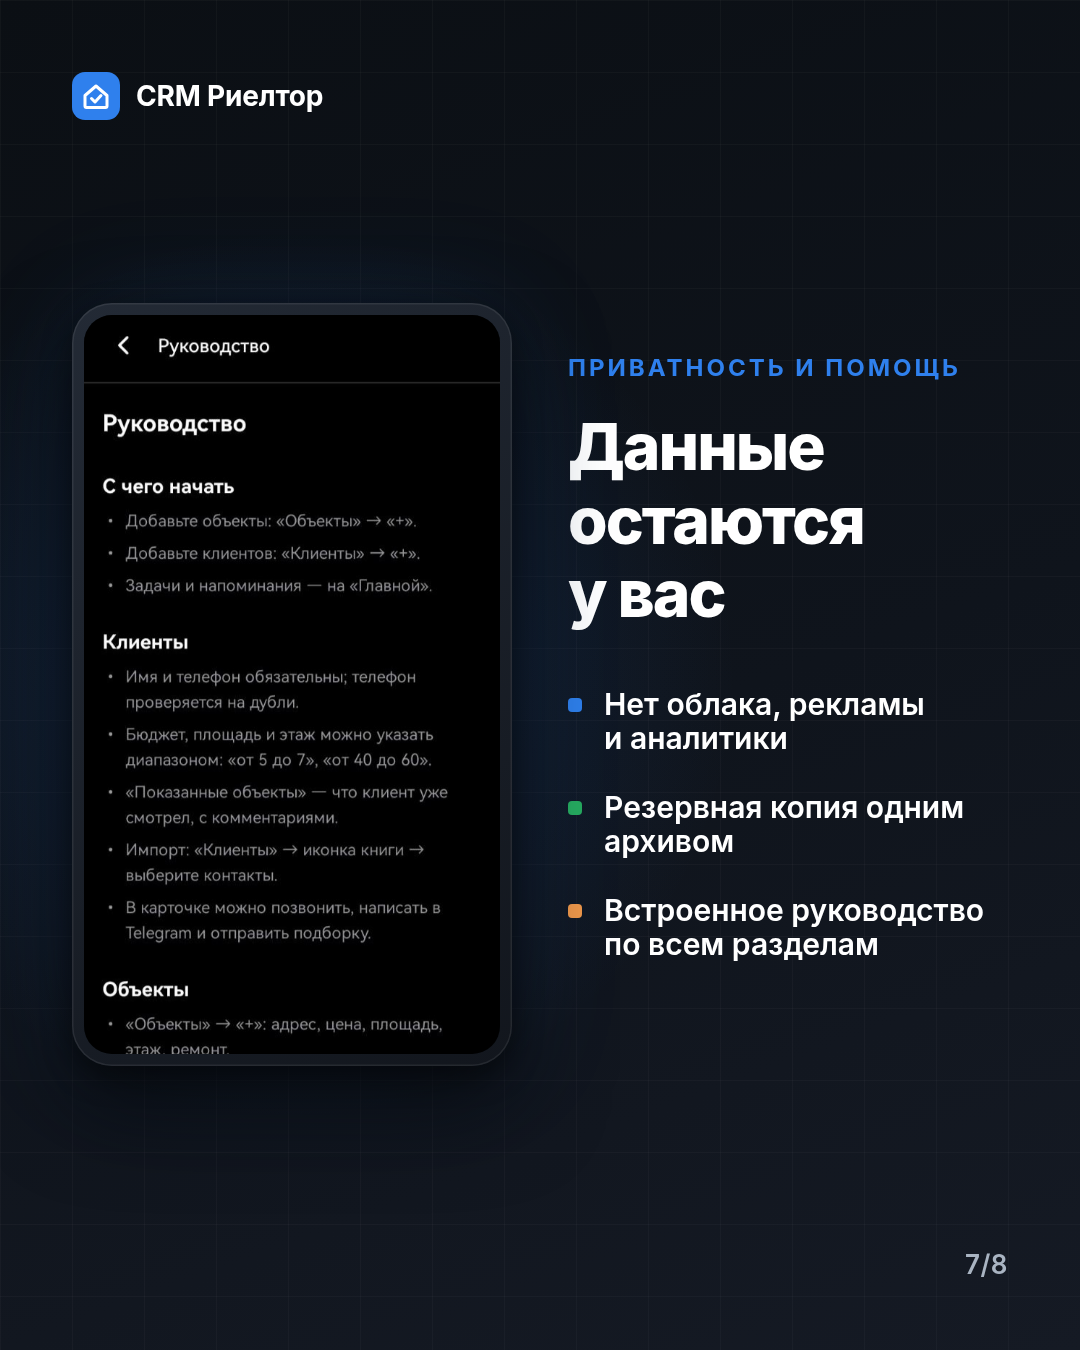 CRM Риелтор
Руководство
Руководство
С чего начать
• Добавьте объекты: «Объекты» → «+».
• Добавьте клиентов: «Клиенты» → «+».
• Задачи и напоминания — на «Главной».
Клиенты
• Имя и телефон обязательны; телефон
проверяется на дубли.
• Бюджет, площадь и этаж можно указать
диапазоном: «от 5 до 7», «от 40 до 60».
• «Показанные объекты» — что клиент уже
смотрел, с комментариями.
• Импорт: «Клиенты» → иконка книги →
выберите контакты.
• В карточке можно позвонить, написать в
Telegram и отправить подборку.
Объекты
• «Объекты» → «+»: адрес, цена, площадь,
этаж, ремонт.
ПРИВАТНОСТЬ И ПОМОЩЬ
Данные
остаются
у вас
Нет облака, рекламы
и аналитики
Резервная копия одним
архивом
Встроенное руководство
по всем разделам
7/8